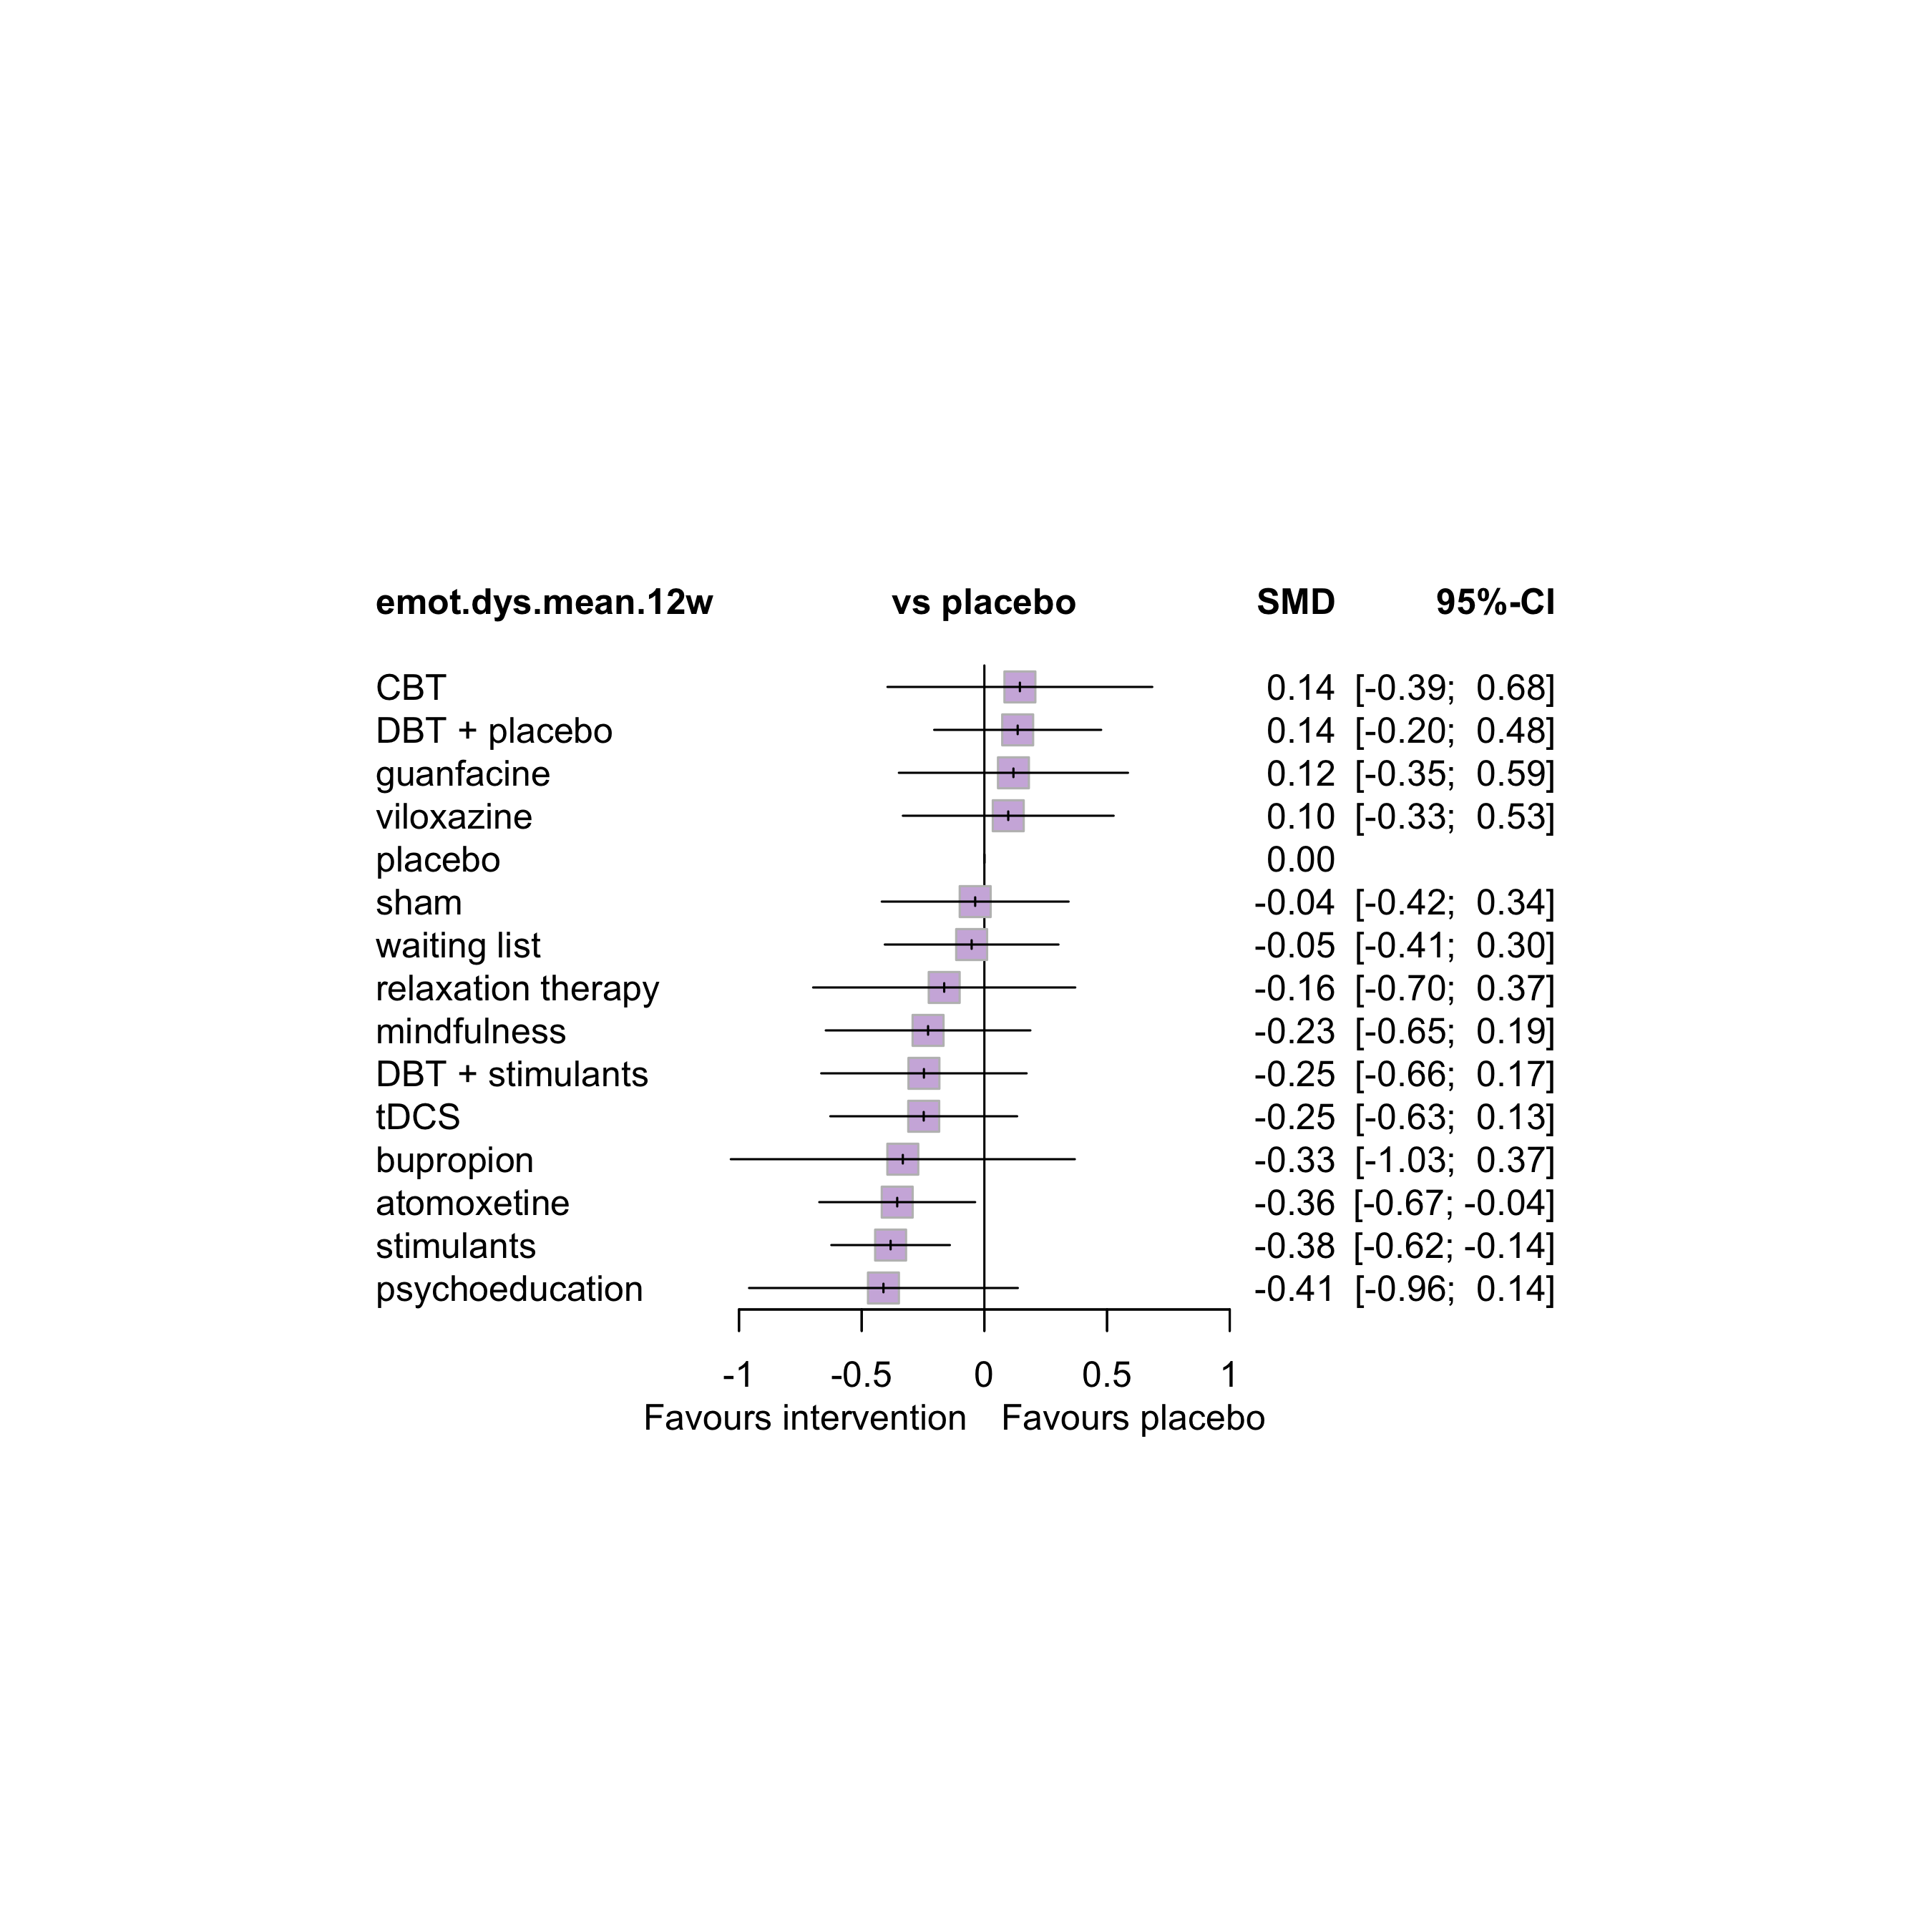 emot.dys.mean.12w vs placebo SMD 95%-CI
CBT 0.14 [-0.39; 0.68]
DBT + placebo 0.14 [-0.20; 0.48]
guanfacine 0.12 [-0.35; 0.59]
viloxazine 0.10 [-0.33; 0.53]
placebo 0.00
sham -0.04 [-0.42; 0.34]
waiting list -0.05 [-0.41; 0.30]
relaxation therapy -0.16 [-0.70; 0.37]
mindfulness -0.23 [-0.65; 0.19]
DBT + stimulants -0.25 [-0.66; 0.17]
tDCS -0.25 [-0.63; 0.13]
bupropion -0.33 [-1.03; 0.37]
atomoxetine -0.36 [-0.67; -0.04]
stimulants -0.38 [-0.62; -0.14]
psychoeducation -0.41 [-0.96; 0.14]
-1 -0.5 0 0.5 1
Favours intervention Favours placebo